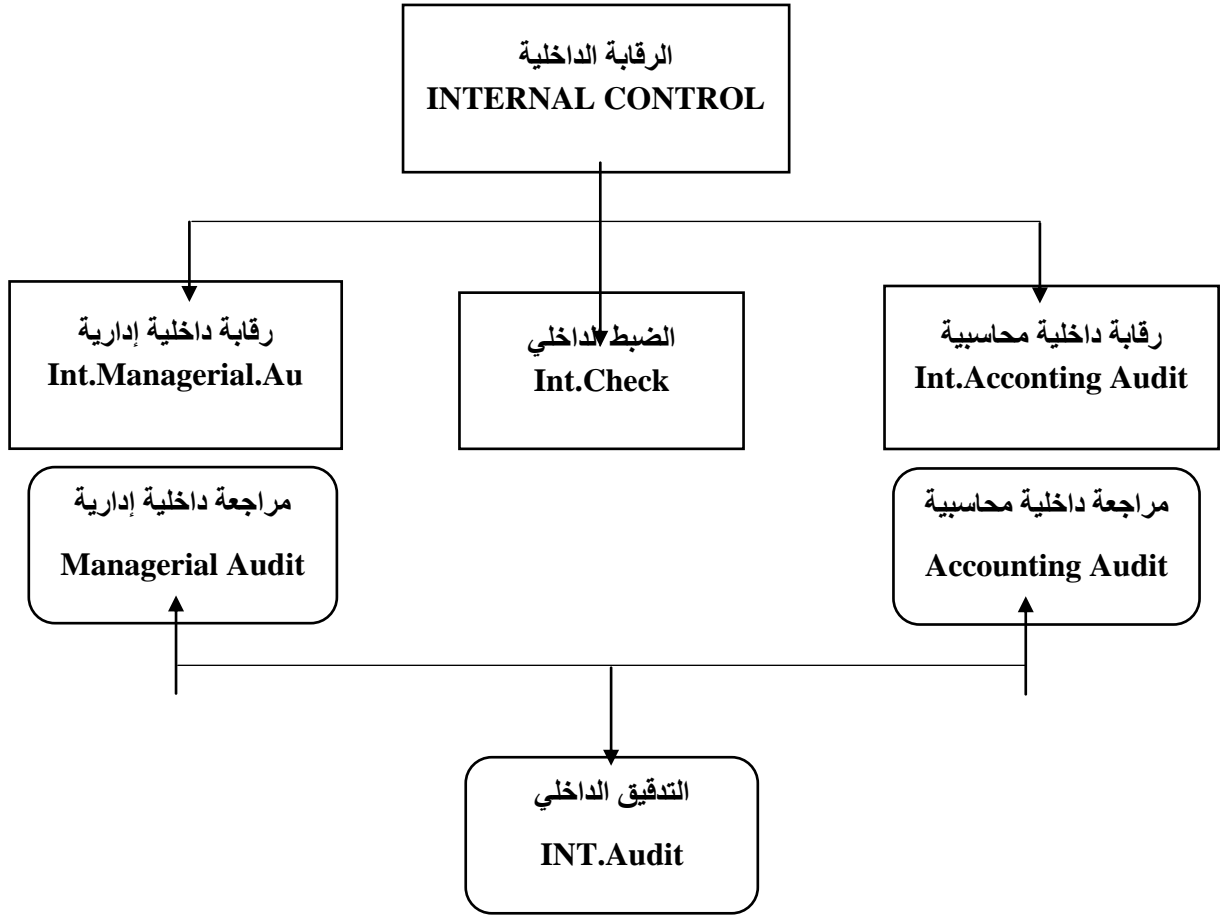 الرقابة الداخلية
INTERNAL CONTROL
رقابة داخلية إدارية
Int.Managerial.Au
الضبط الداخلي
Int.Check
رقابة داخلية محاسبية
Int.Acconting Audit
مراجعة داخلية إدارية
Managerial Audit
مراجعة داخلية محاسبية
Accounting Audit
التدقيق الداخلي
INT.Audit